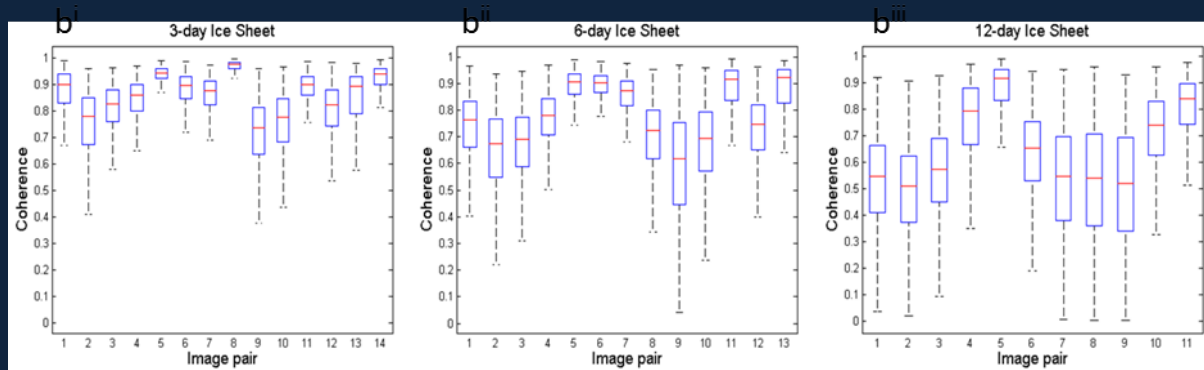 bⁱ
3-day Ice Sheet
Coherence
1
0.9
0.8
0.7
0.6
0.5
0.4
0.3
0.2
0.1
0
1 2 3 4 5 6 7 8 9 10 11 12 13 14
Image pair
bⁱⁱ
6-day Ice Sheet
Coherence
1
0.9
0.8
0.7
0.6
0.5
0.4
0.3
0.2
0.1
0
1 2 3 4 5 6 7 8 9 10 11 12 13
Image pair
bⁱⁱⁱ
12-day Ice Sheet
Coherence
1
0.9
0.8
0.7
0.6
0.5
0.4
0.3
0.2
0.1
0
1 2 3 4 5 6 7 8 9 10 11
Image pair